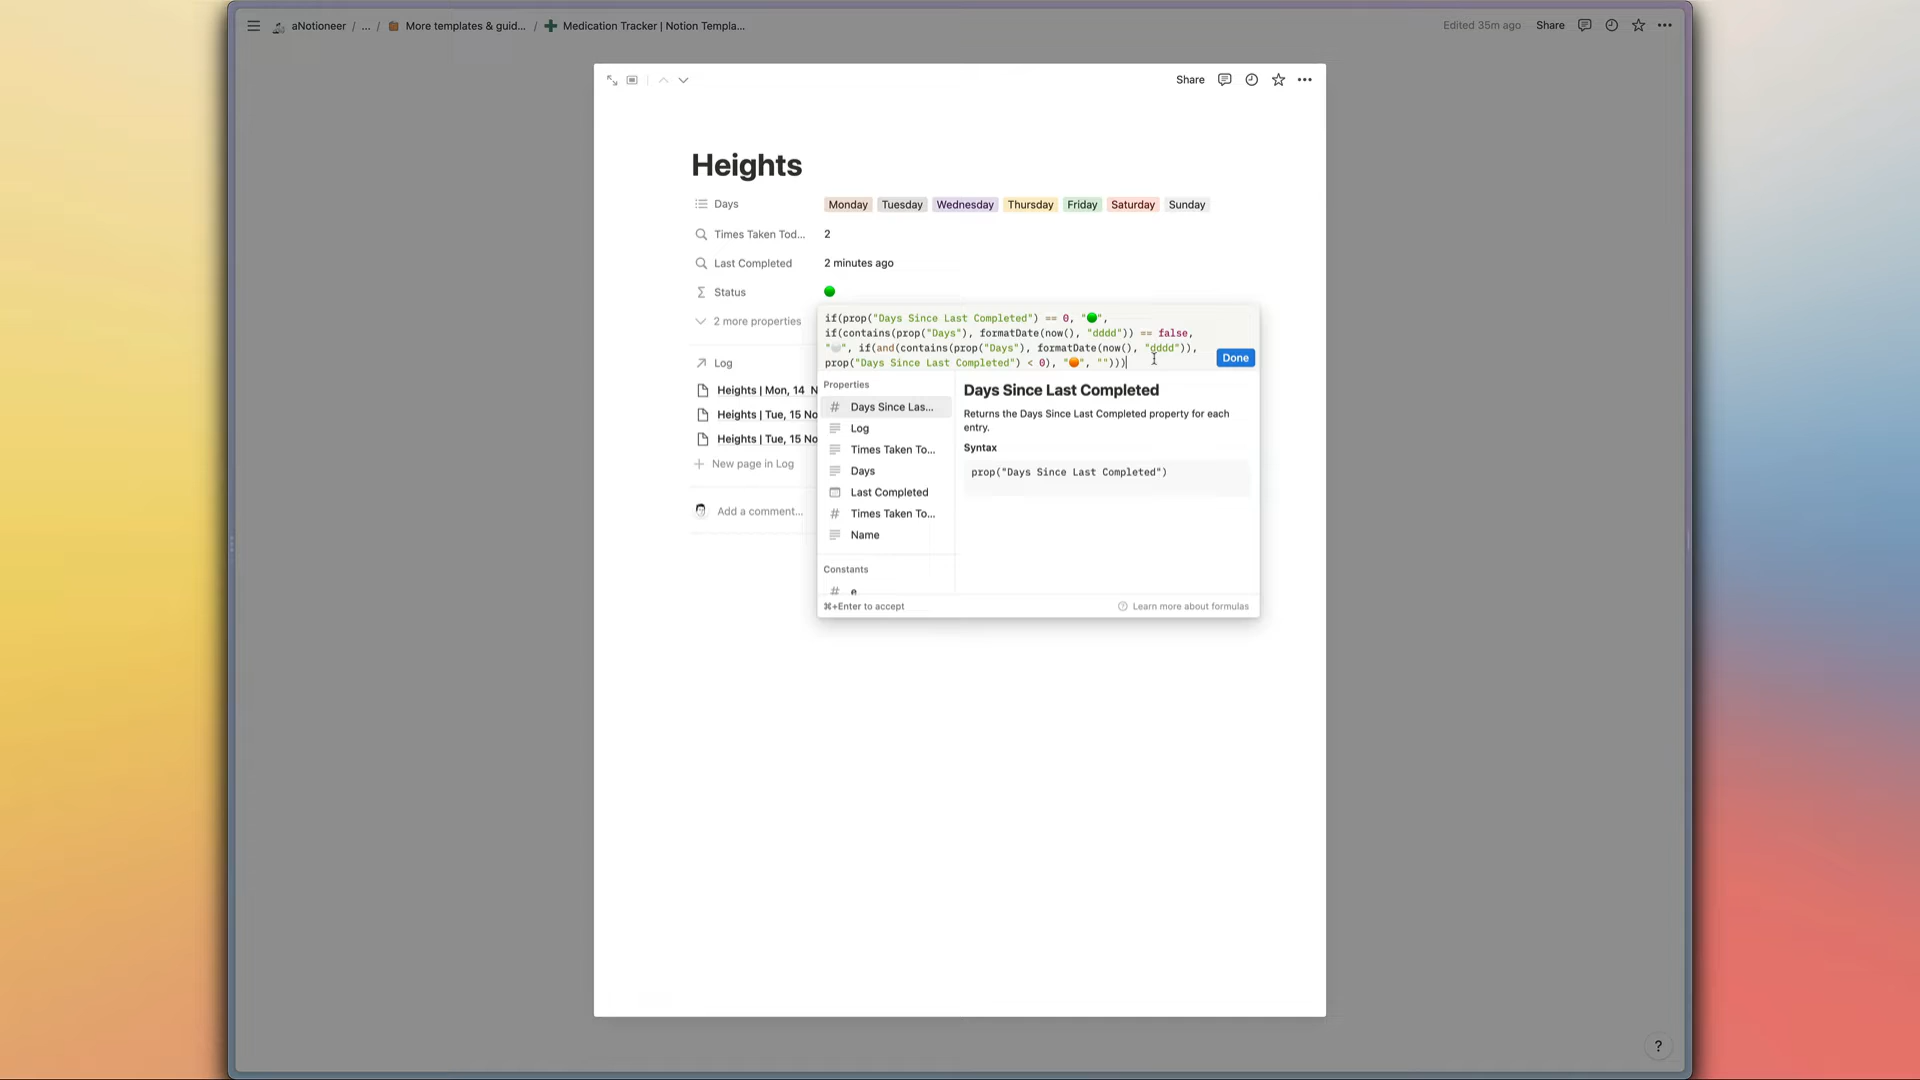 aNotioneer / ... / More templates & guid... / Medication Tracker | Notion Templa...
Edited 35m ago Share
Share
Heights
Days Monday Tuesday Wednesday Thursday Friday Saturday Sunday
Times Taken Tod... 2
Last Completed 2 minutes ago
Status
2 more properties
if(prop("Days Since Last Completed") == 0, "🟢",
if(contains(prop("Days"), formatDate(now(), "dddd")) == false,
"⚪", if(and(contains(prop("Days"), formatDate(now(), "dddd")),
prop("Days Since Last Completed") < 0), "🟠", "")))
Done
Log
Heights | Mon, 14 N
Heights | Tue, 15 No
Heights | Tue, 15 No
New page in Log
Add a comment...
Properties
Days Since Las...
Log
Times Taken To...
Days
Last Completed
Times Taken To...
Name
Constants
e
Days Since Last Completed
Returns the Days Since Last Completed property for each
entry.
Syntax
prop("Days Since Last Completed")
⌘+Enter to accept
Learn more about formulas
?